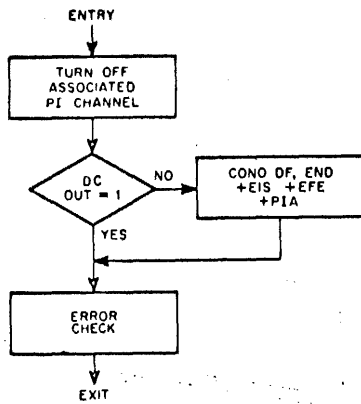 ENTRY
TURN OFF
ASSOCIATED
PI CHANNEL
DC
OUT = 1
NO
YES
CONO DF, END
+EIS +EFE
+PIA
ERROR
CHECK
EXIT